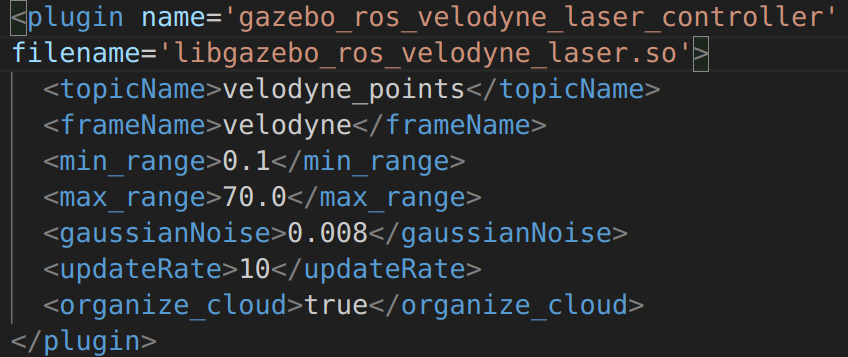 <plugin name='gazebo_ros_velodyne_laser_controller'
filename='libgazebo_ros_velodyne_laser.so'>
<topicName>velodyne_points</topicName>
<frameName>velodyne</frameName>
<min_range>0.1</min_range>
<max_range>70.0</max_range>
<gaussianNoise>0.008</gaussianNoise>
<updateRate>10</updateRate>
<organize_cloud>true</organize_cloud>
</plugin>